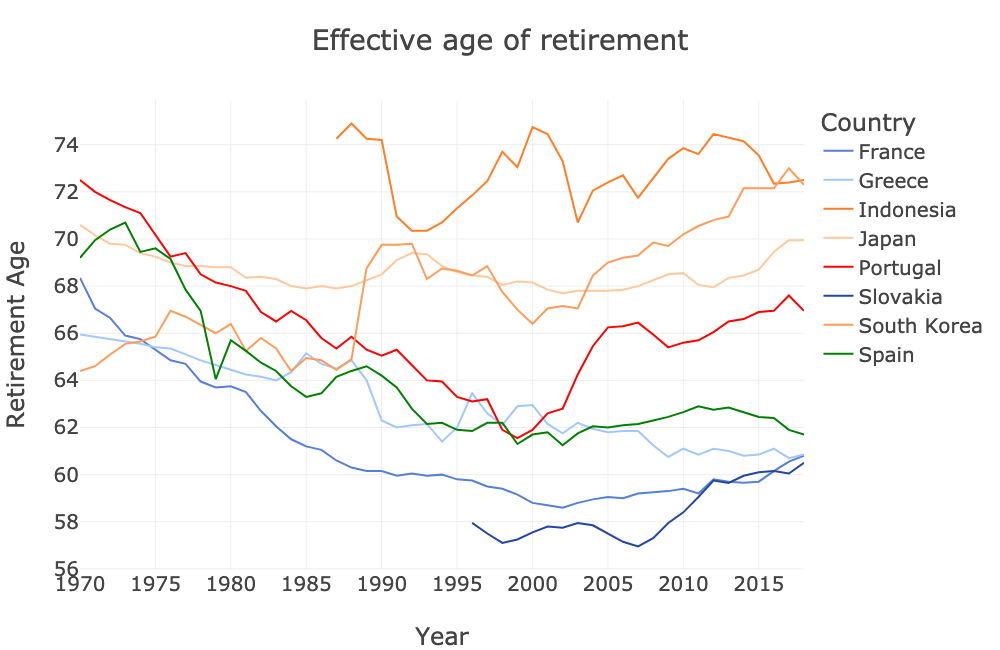 Effective age of retirement
Country
France
Greece
Indonesia
Japan
Portugal
Slovakia
South Korea
Spain
Retirement Age
74
72
70
68
66
64
62
60
58
56
1970 1975 1980 1985 1990 1995 2000 2005 2010 2015
Year